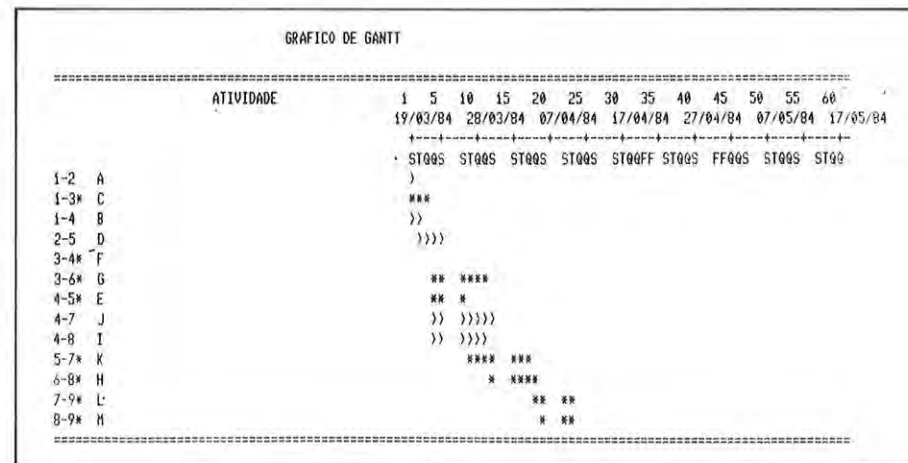 GRAFICO DE GANTT
ATIVIDADE 1 5 10 15 20 25 30 35 40 45 50 55 60
19/03/84 28/03/84 07/04/84 17/04/84 27/04/84 07/05/84 17/05/84
+---+----+----+----+----+----+----+----+----+----+----+----+-
STQQS STQQS STQQS STQQS STQQFF STQQS FFQQS STQQS STQQ
1-2 A )
1-3* C ***
1-4 B ))
2-5 D ))))
3-4* F
3-6* G ** ****
4-5* E ** *
4-7 J )) )))))
4-8 I )) ))))
5-7* K **** ***
6-8* H * ****
7-9* L ** **
8-9* M * **